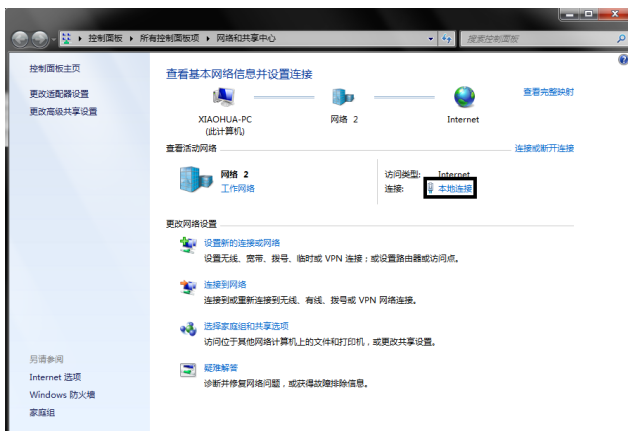 控制面板 ▸ 所有控制面板项 ▸ 网络和共享中心
搜索控制面板
控制面板主页
更改适配器设置
更改高级共享设置
查看基本网络信息并设置连接
查看完整映射
XIAOHUA-PC
(此计算机)
网络 2
Internet
查看活动网络
连接或断开连接
网络 2
工作网络
访问类型: Internet
连接: 本地连接
更改网络设置
设置新的连接或网络
设置无线、宽带、拨号、临时或 VPN 连接；或设置路由器或访问点。
连接到网络
连接到或重新连接到无线、有线、拨号或 VPN 网络连接。
选择家庭组和共享选项
访问位于其他网络计算机上的文件和打印机，或更改共享设置。
疑难解答
诊断并修复网络问题，或获得故障排除信息。
另请参阅
Internet 选项
Windows 防火墙
家庭组